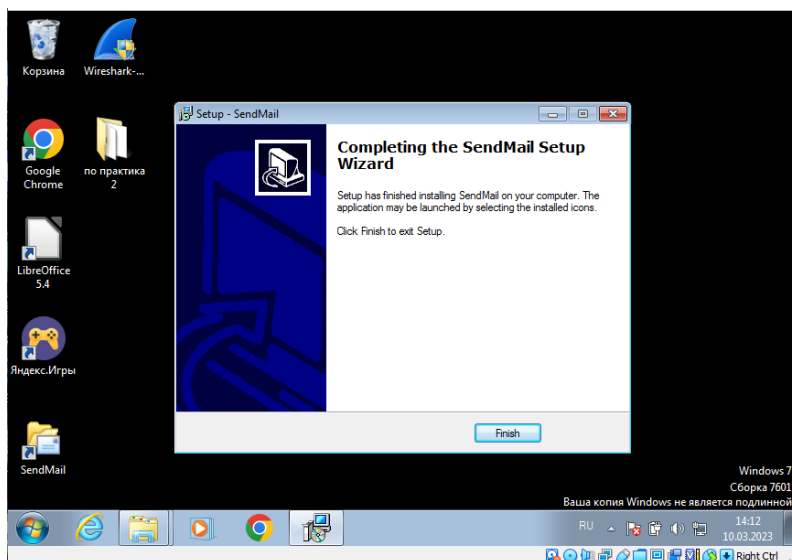 Корзина
Wireshark-...
Google
Chrome
по практика
2
LibreOffice
5.4
Яндекс.Игры
SendMail
Setup - SendMail
Completing the SendMail Setup
Wizard
Setup has finished installing SendMail on your computer. The
application may be launched by selecting the installed icons.
Click Finish to exit Setup.
Finish
Windows 7
Сборка 7601
Ваша копия Windows не является подлинной
RU
14:12
10.03.2023
Right Ctrl